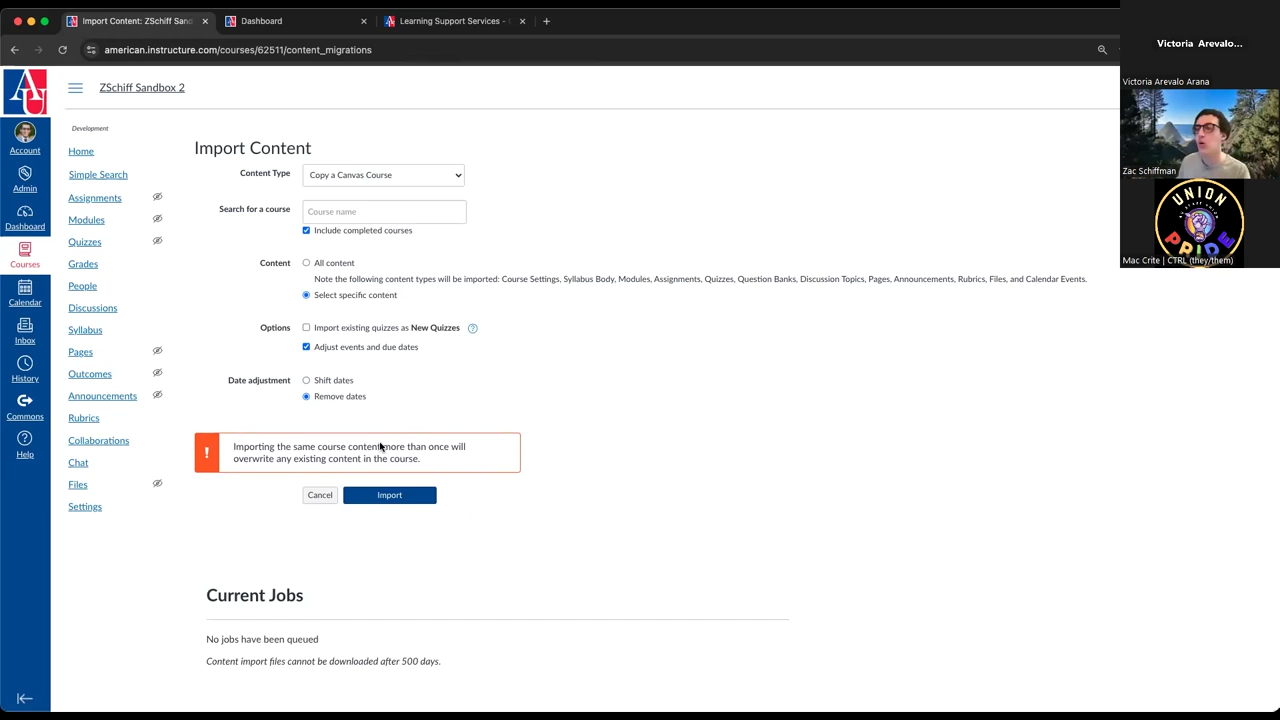 Import Content: ZSchiff Sand
Dashboard
Learning Support Services -
american.instructure.com/courses/62511/content_migrations
Victoria Arevalo...
Victoria Arevalo Arana
Zac Schiffman
UNION
PRIDE
Mac Crite | CTRL (they/them)
AU
Account
Admin
Dashboard
Courses
Calendar
Inbox
History
Commons
Help
ZSchiff Sandbox 2
Development
Home
Simple Search
Assignments
Modules
Quizzes
Grades
People
Discussions
Syllabus
Pages
Outcomes
Announcements
Rubrics
Collaborations
Chat
Files
Settings
Import Content
Content Type
Copy a Canvas Course
Search for a course
Course name
Include completed courses
Content
All content
Note the following content types will be imported: Course Settings, Syllabus Body, Modules, Assignments, Quizzes, Question Banks, Discussion Topics, Pages, Announcements, Rubrics, Files, and Calendar Events.
Select specific content
Options
Import existing quizzes as New Quizzes
Adjust events and due dates
Date adjustment
Shift dates
Remove dates
Importing the same course content more than once will
overwrite any existing content in the course.
Cancel
Import
Current Jobs
No jobs have been queued
Content import files cannot be downloaded after 500 days.